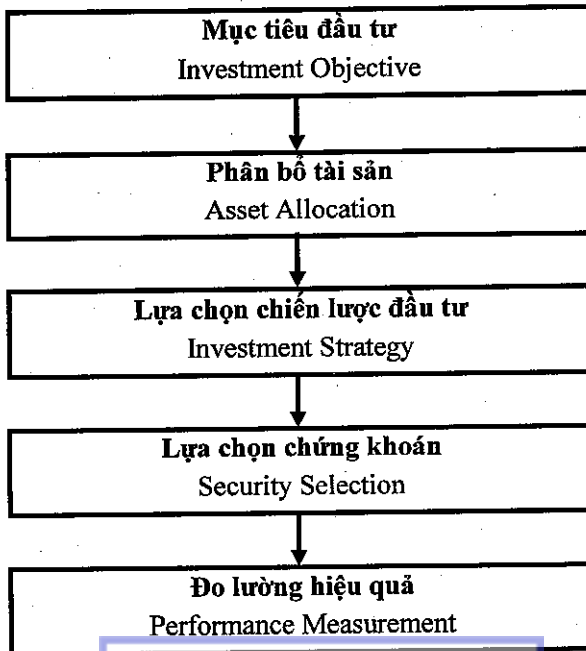 Mục tiêu đầu tư
Investment Objective
Phân bổ tài sản
Asset Allocation
Lựa chọn chiến lược đầu tư
Investment Strategy
Lựa chọn chứng khoán
Security Selection
Đo lường hiệu quả
Performance Measurement